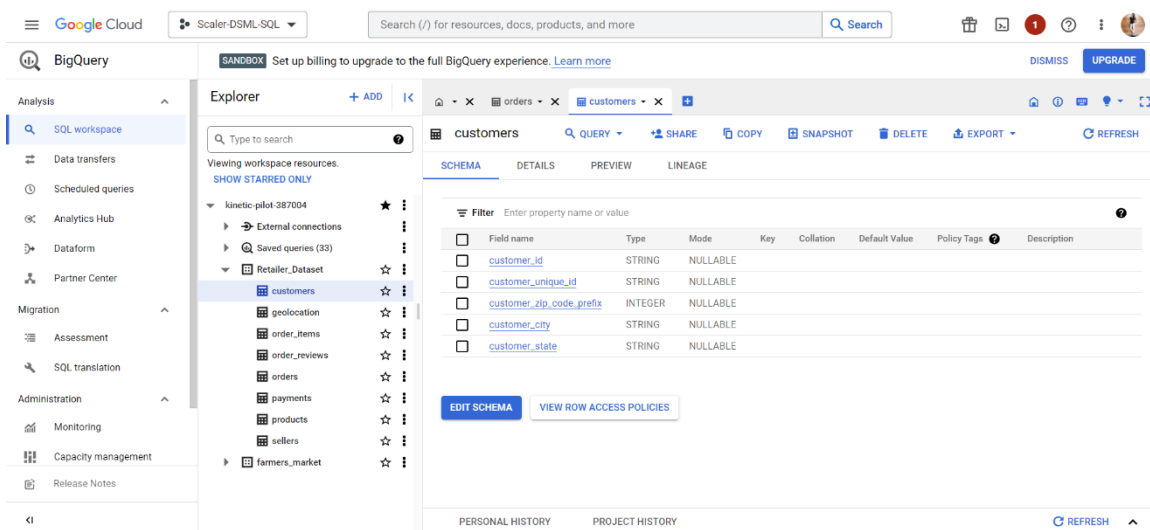 Google Cloud
Scaler-DSML-SQL
Search (/) for resources, docs, products, and more
Search
1
BigQuery
SANDBOX Set up billing to upgrade to the full BigQuery experience. Learn more
DISMISS
UPGRADE
Analysis
SQL workspace
Data transfers
Scheduled queries
Analytics Hub
Dataform
Partner Center
Migration
Assessment
SQL translation
Administration
Monitoring
Capacity management
Release Notes
Explorer
+ ADD
Type to search
Viewing workspace resources.
SHOW STARRED ONLY
kinetic-pilot-387004
External connections
Saved queries (33)
Retailer_Dataset
customers
geolocation
order_items
order_reviews
orders
payments
products
sellers
farmers_market
orders
customers
customers
QUERY
SHARE
COPY
SNAPSHOT
DELETE
EXPORT
REFRESH
SCHEMA DETAILS PREVIEW LINEAGE
Filter Enter property name or value
Field name Type Mode Key Collation Default Value Policy Tags Description
customer_id STRING NULLABLE
customer_unique_id STRING NULLABLE
customer_zip_code_prefix INTEGER NULLABLE
customer_city STRING NULLABLE
customer_state STRING NULLABLE
EDIT SCHEMA
VIEW ROW ACCESS POLICIES
PERSONAL HISTORY PROJECT HISTORY
REFRESH